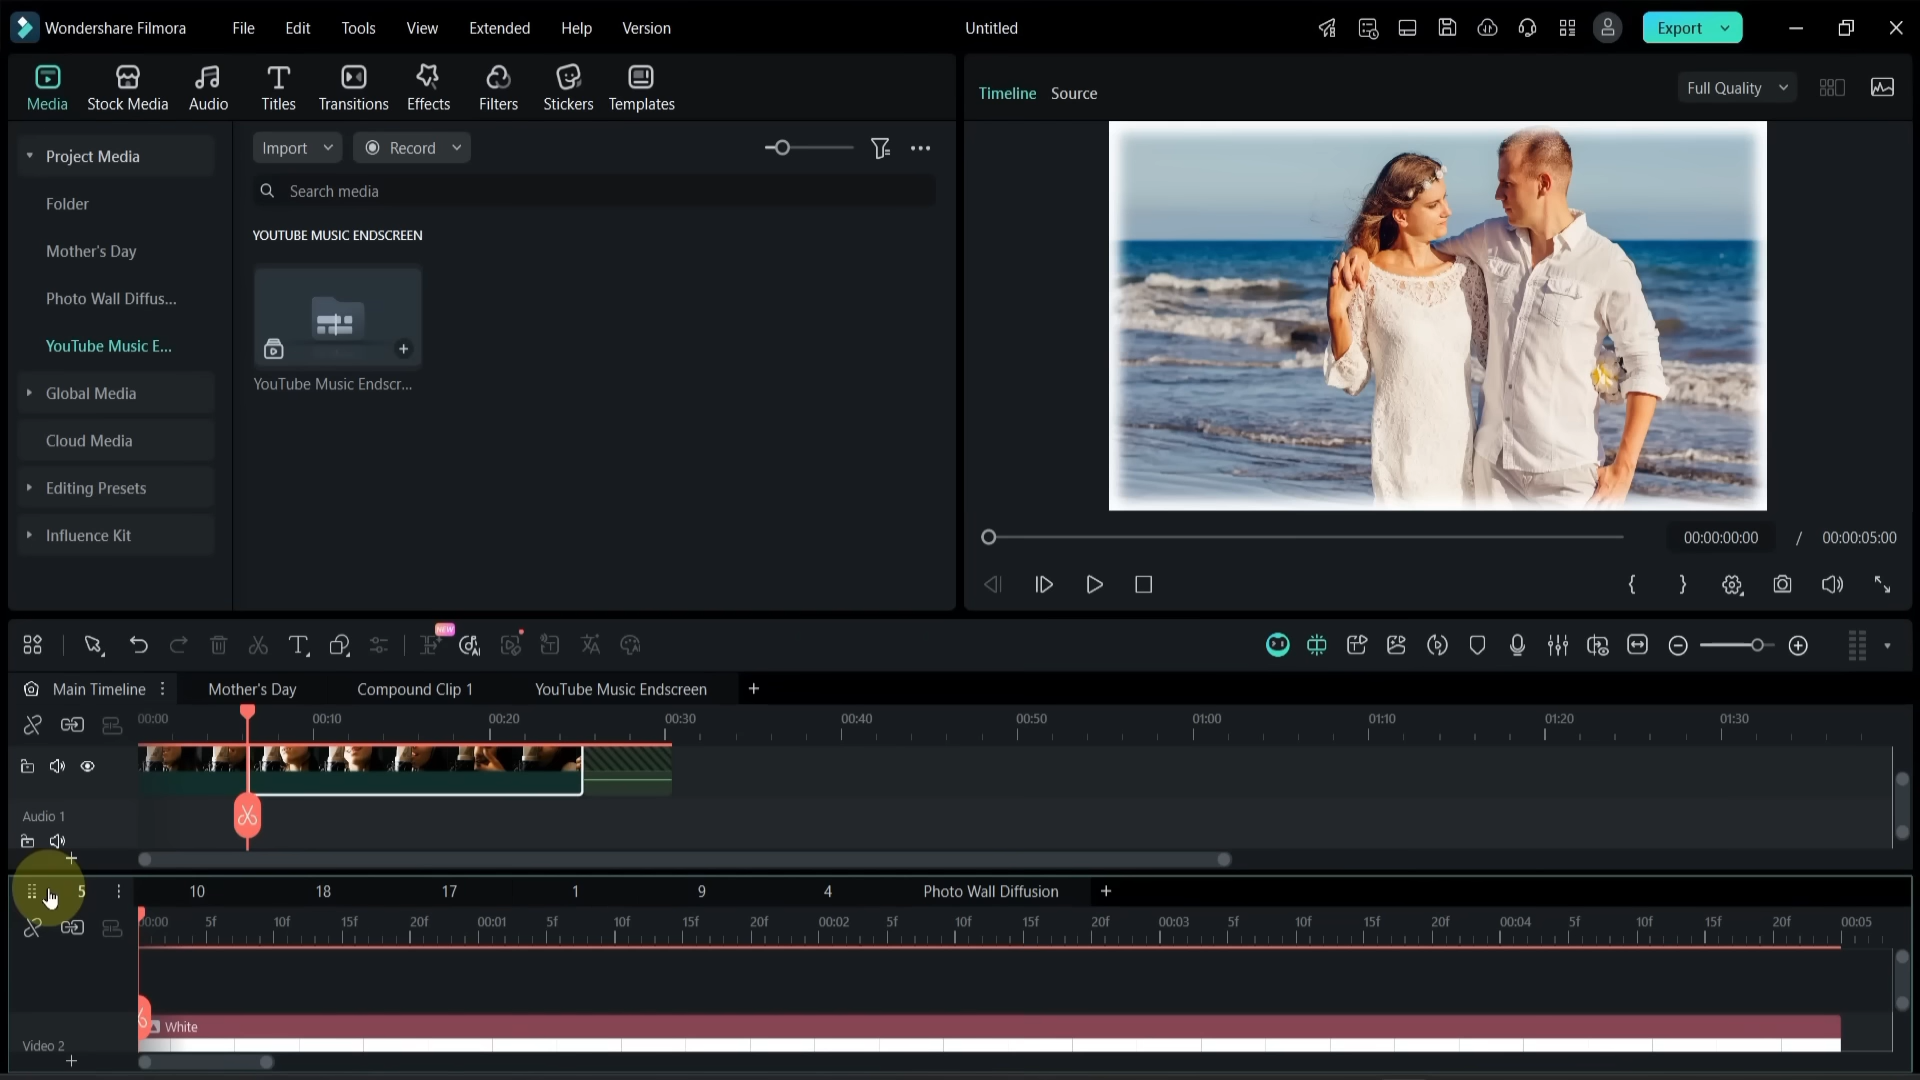 Wondershare Filmora File Edit Tools View Extended Help Version Untitled Export
Media Stock Media Audio Titles Transitions Effects Filters Stickers Templates
Timeline Source Full Quality
Project Media
Folder
Mother's Day
Photo Wall Diffus...
YouTube Music E...
Global Media
Cloud Media
Editing Presets
Influence Kit
Import Record
Search media
YOUTUBE MUSIC ENDSCREEN
YouTube Music Endscr...
00:00:00:00 / 00:00:05:00
NEW
Main Timeline Mother's Day Compound Clip 1 YouTube Music Endscreen +
00:00 00:10 00:20 00:30 00:40 00:50 01:00 01:10 01:20 01:30
Audio 1
5 10 18 17 1 9 4 Photo Wall Diffusion +
00:00 5f 10f 15f 20f 00:01 5f 10f 15f 20f 00:02 5f 10f 15f 20f 00:03 5f 10f 15f 20f 00:04 5f 10f 15f 20f 00:05
White
Video 2